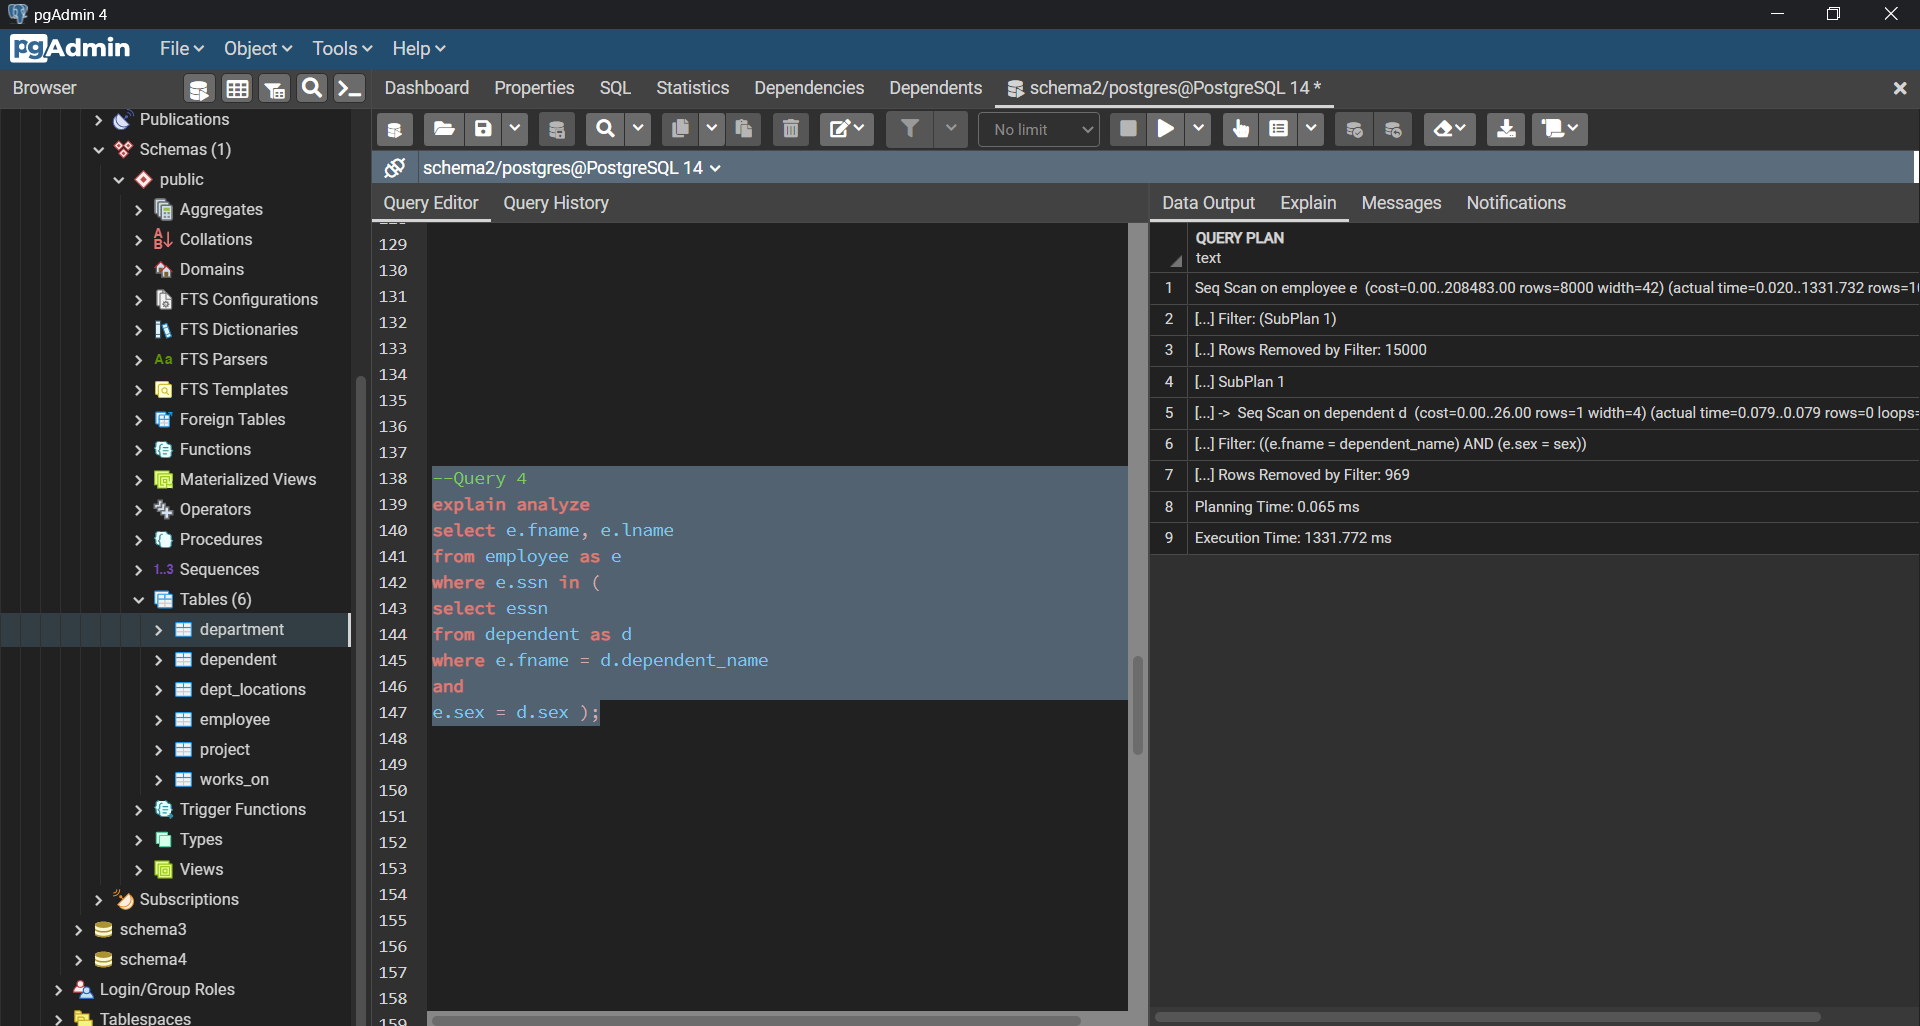 pgAdmin 4
pgAdmin File Object Tools Help
Browser
Dashboard Properties SQL Statistics Dependencies Dependents schema2/postgres@PostgreSQL 14 *
No limit
schema2/postgres@PostgreSQL 14
Publications
Schemas (1)
public
Aggregates
Collations
Domains
FTS Configurations
FTS Dictionaries
Aa FTS Parsers
FTS Templates
Foreign Tables
Functions
Materialized Views
Operators
Procedures
1..3 Sequences
Tables (6)
department
dependent
dept_locations
employee
project
works_on
Trigger Functions
Types
Views
Subscriptions
schema3
schema4
Login/Group Roles
Tablespaces
Query Editor Query History
129
130
131
132
133
134
135
136
137
138 --Query 4
139 explain analyze
140 select e.fname, e.lname
141 from employee as e
142 where e.ssn in (
143 select essn
144 from dependent as d
145 where e.fname = d.dependent_name
146 and
147 e.sex = d.sex );
148
149
150
151
152
153
154
155
156
157
158
159
Data Output Explain Messages Notifications
QUERY PLAN
text
1 Seq Scan on employee e (cost=0.00..208483.00 rows=8000 width=42) (actual time=0.020..1331.732
2 [...] Filter: (SubPlan 1)
3 [...] Rows Removed by Filter: 15000
4 [...] SubPlan 1
5 [...] -> Seq Scan on dependent d (cost=0.00..26.00 rows=1 width=4) (actual time=0.079..0.079 rows=0 loops=
6 [...] Filter: ((e.fname = dependent_name) AND (e.sex = sex))
7 [...] Rows Removed by Filter: 969
8 Planning Time: 0.065 ms
9 Execution Time: 1331.772 ms